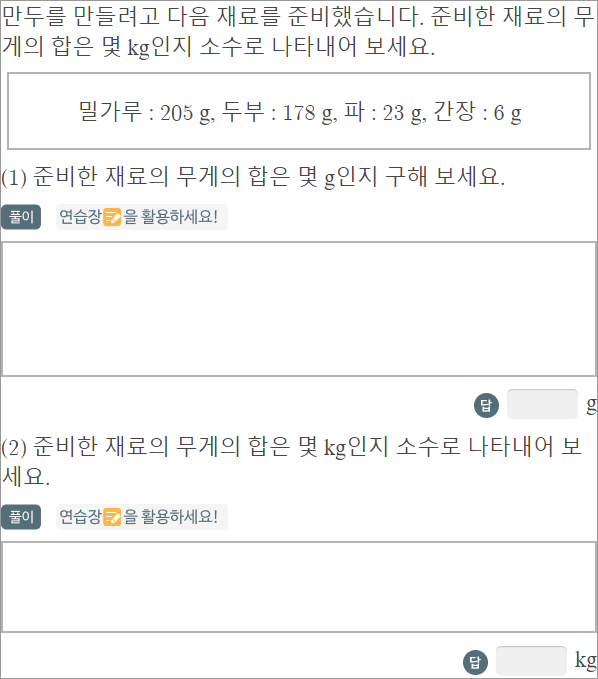 만두를 만들려고 다음 재료를 준비했습니다. 준비한 재료의 무
게의 합은 몇 kg인지 소수로 나타내어 보세요.
밀가루 : 205 g, 두부 : 178 g, 파 : 23 g, 간장 : 6 g
(1) 준비한 재료의 무게의 합은 몇 g인지 구해 보세요.
풀이 연습장을 활용하세요!
답 g
(2) 준비한 재료의 무게의 합은 몇 kg인지 소수로 나타내어 보
세요.
풀이 연습장을 활용하세요!
답 kg